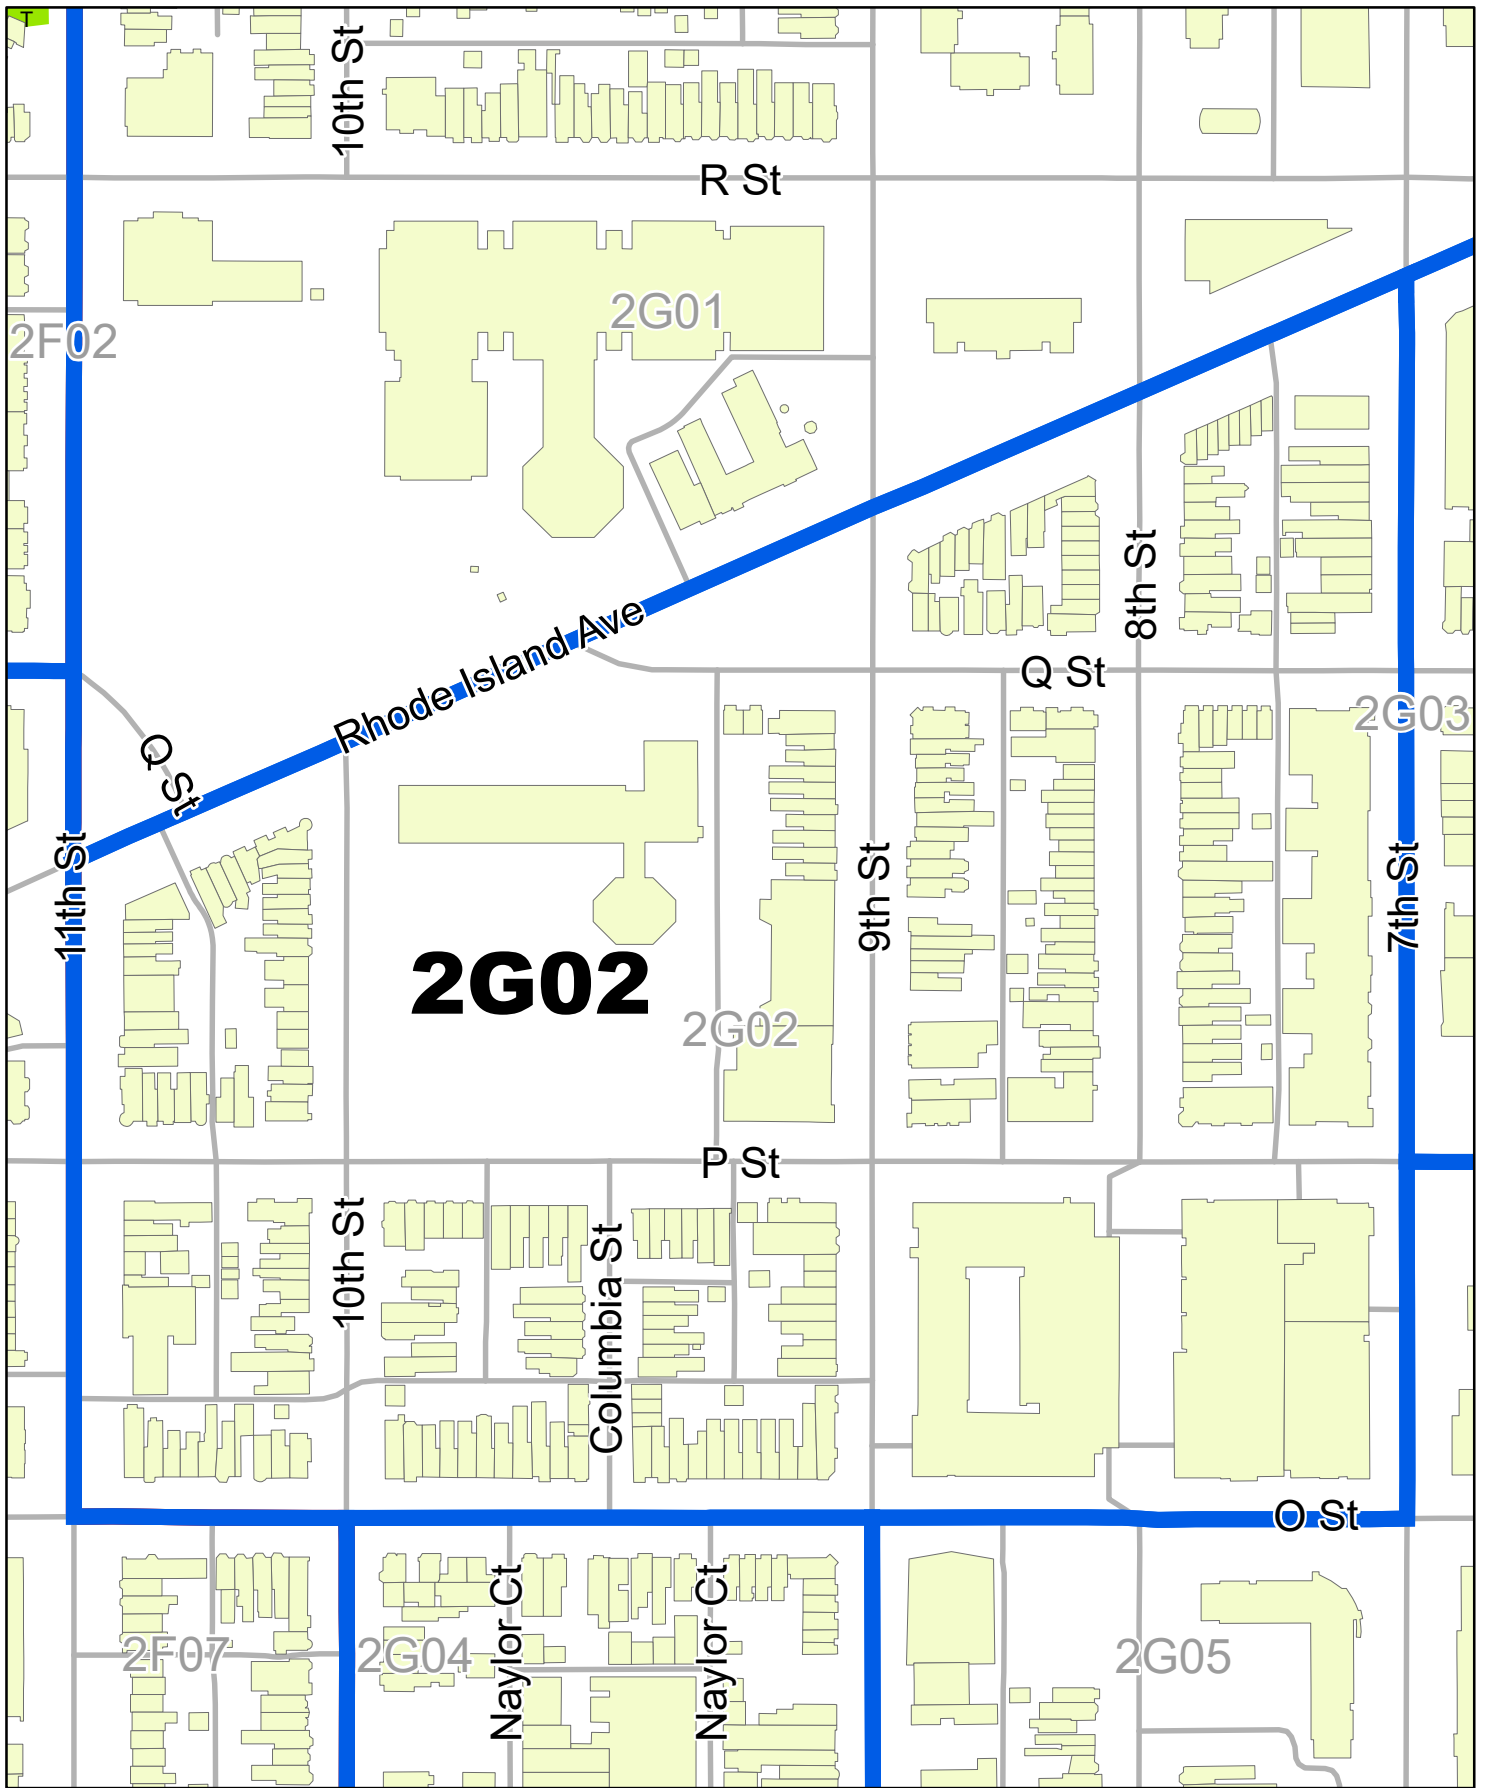 T
10th St
R St
2G01
2F02
8th St
Rhode Island Ave
Q St
2G03
Q St
11th St
9th St
7th St
2G02
2G02
P St
10th St
Columbia St
O St
Naylor Ct
Naylor Ct
2F07
2G04
2G05